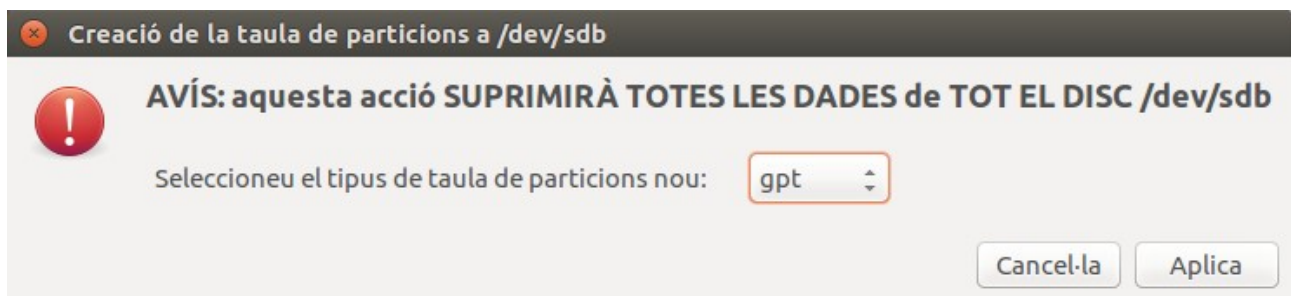 Creació de la taula de particions a /dev/sdb
AVÍS: aquesta acció SUPRIMIRÀ TOTES LES DADES de TOT EL DISC /dev/sdb
Seleccioneu el tipus de taula de particions nou: gpt
Cancel·la Aplica